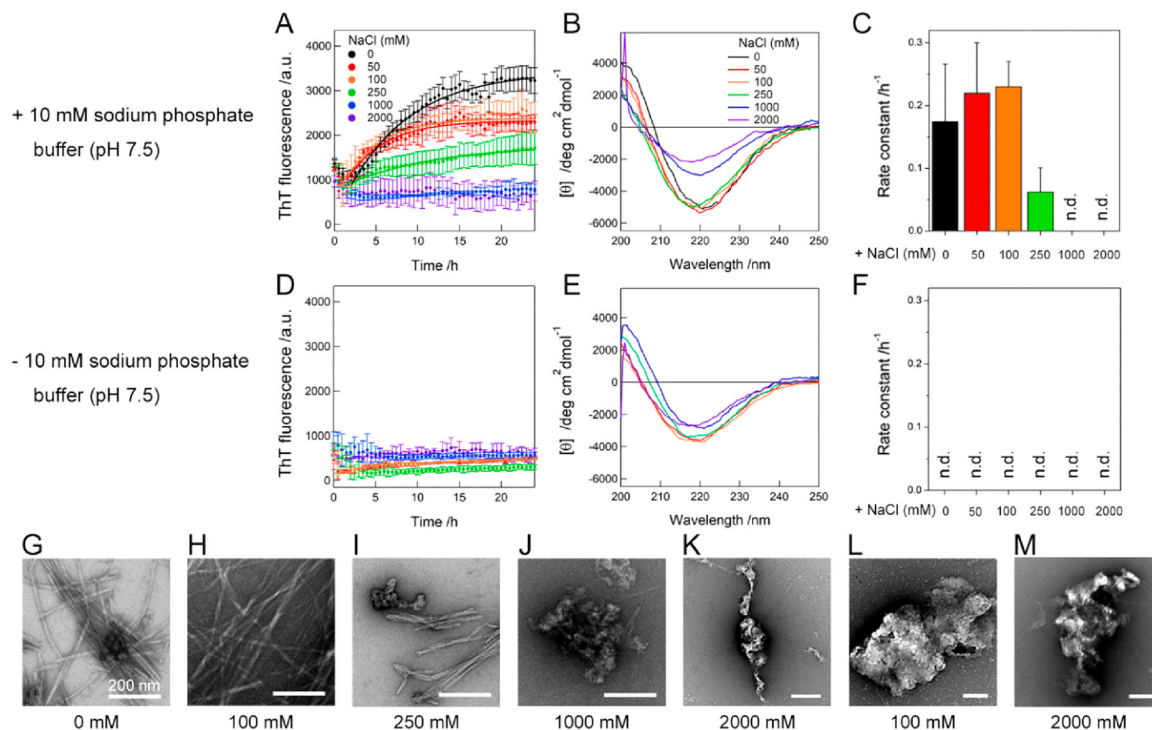 A
B
C
+ 10 mM sodium phosphate
buffer (pH 7.5)
ThT fluorescence /a.u.
4000
3000
2000
1000
0
NaCl (mM)
0
50
100
250
1000
2000
0 5 10 15 20
Time /h
[θ] /deg cm² dmol⁻¹
4000
2000
0
-2000
-4000
-6000
NaCl (mM)
0
50
100
250
1000
2000
200 210 220 230 240 250
Wavelength /nm
Rate constant /h⁻¹
0.3
0.2
0.1
0.0
n.d. n.d.
+ NaCl (mM) 0 50 100 250 1000 2000
D
E
F
- 10 mM sodium phosphate
buffer (pH 7.5)
ThT fluorescence /a.u.
4000
3000
2000
1000
0
0 5 10 15 20
Time /h
[θ] /deg cm² dmol⁻¹
4000
2000
0
-2000
-4000
-6000
200 210 220 230 240 250
Wavelength /nm
Rate constant /h⁻¹
0.3
0.2
0.1
0.0
n.d. n.d. n.d. n.d. n.d. n.d.
+ NaCl (mM) 0 50 100 250 1000 2000
G H I J K L M
200 nm
0 mM 100 mM 250 mM 1000 mM 2000 mM 100 mM 2000 mM